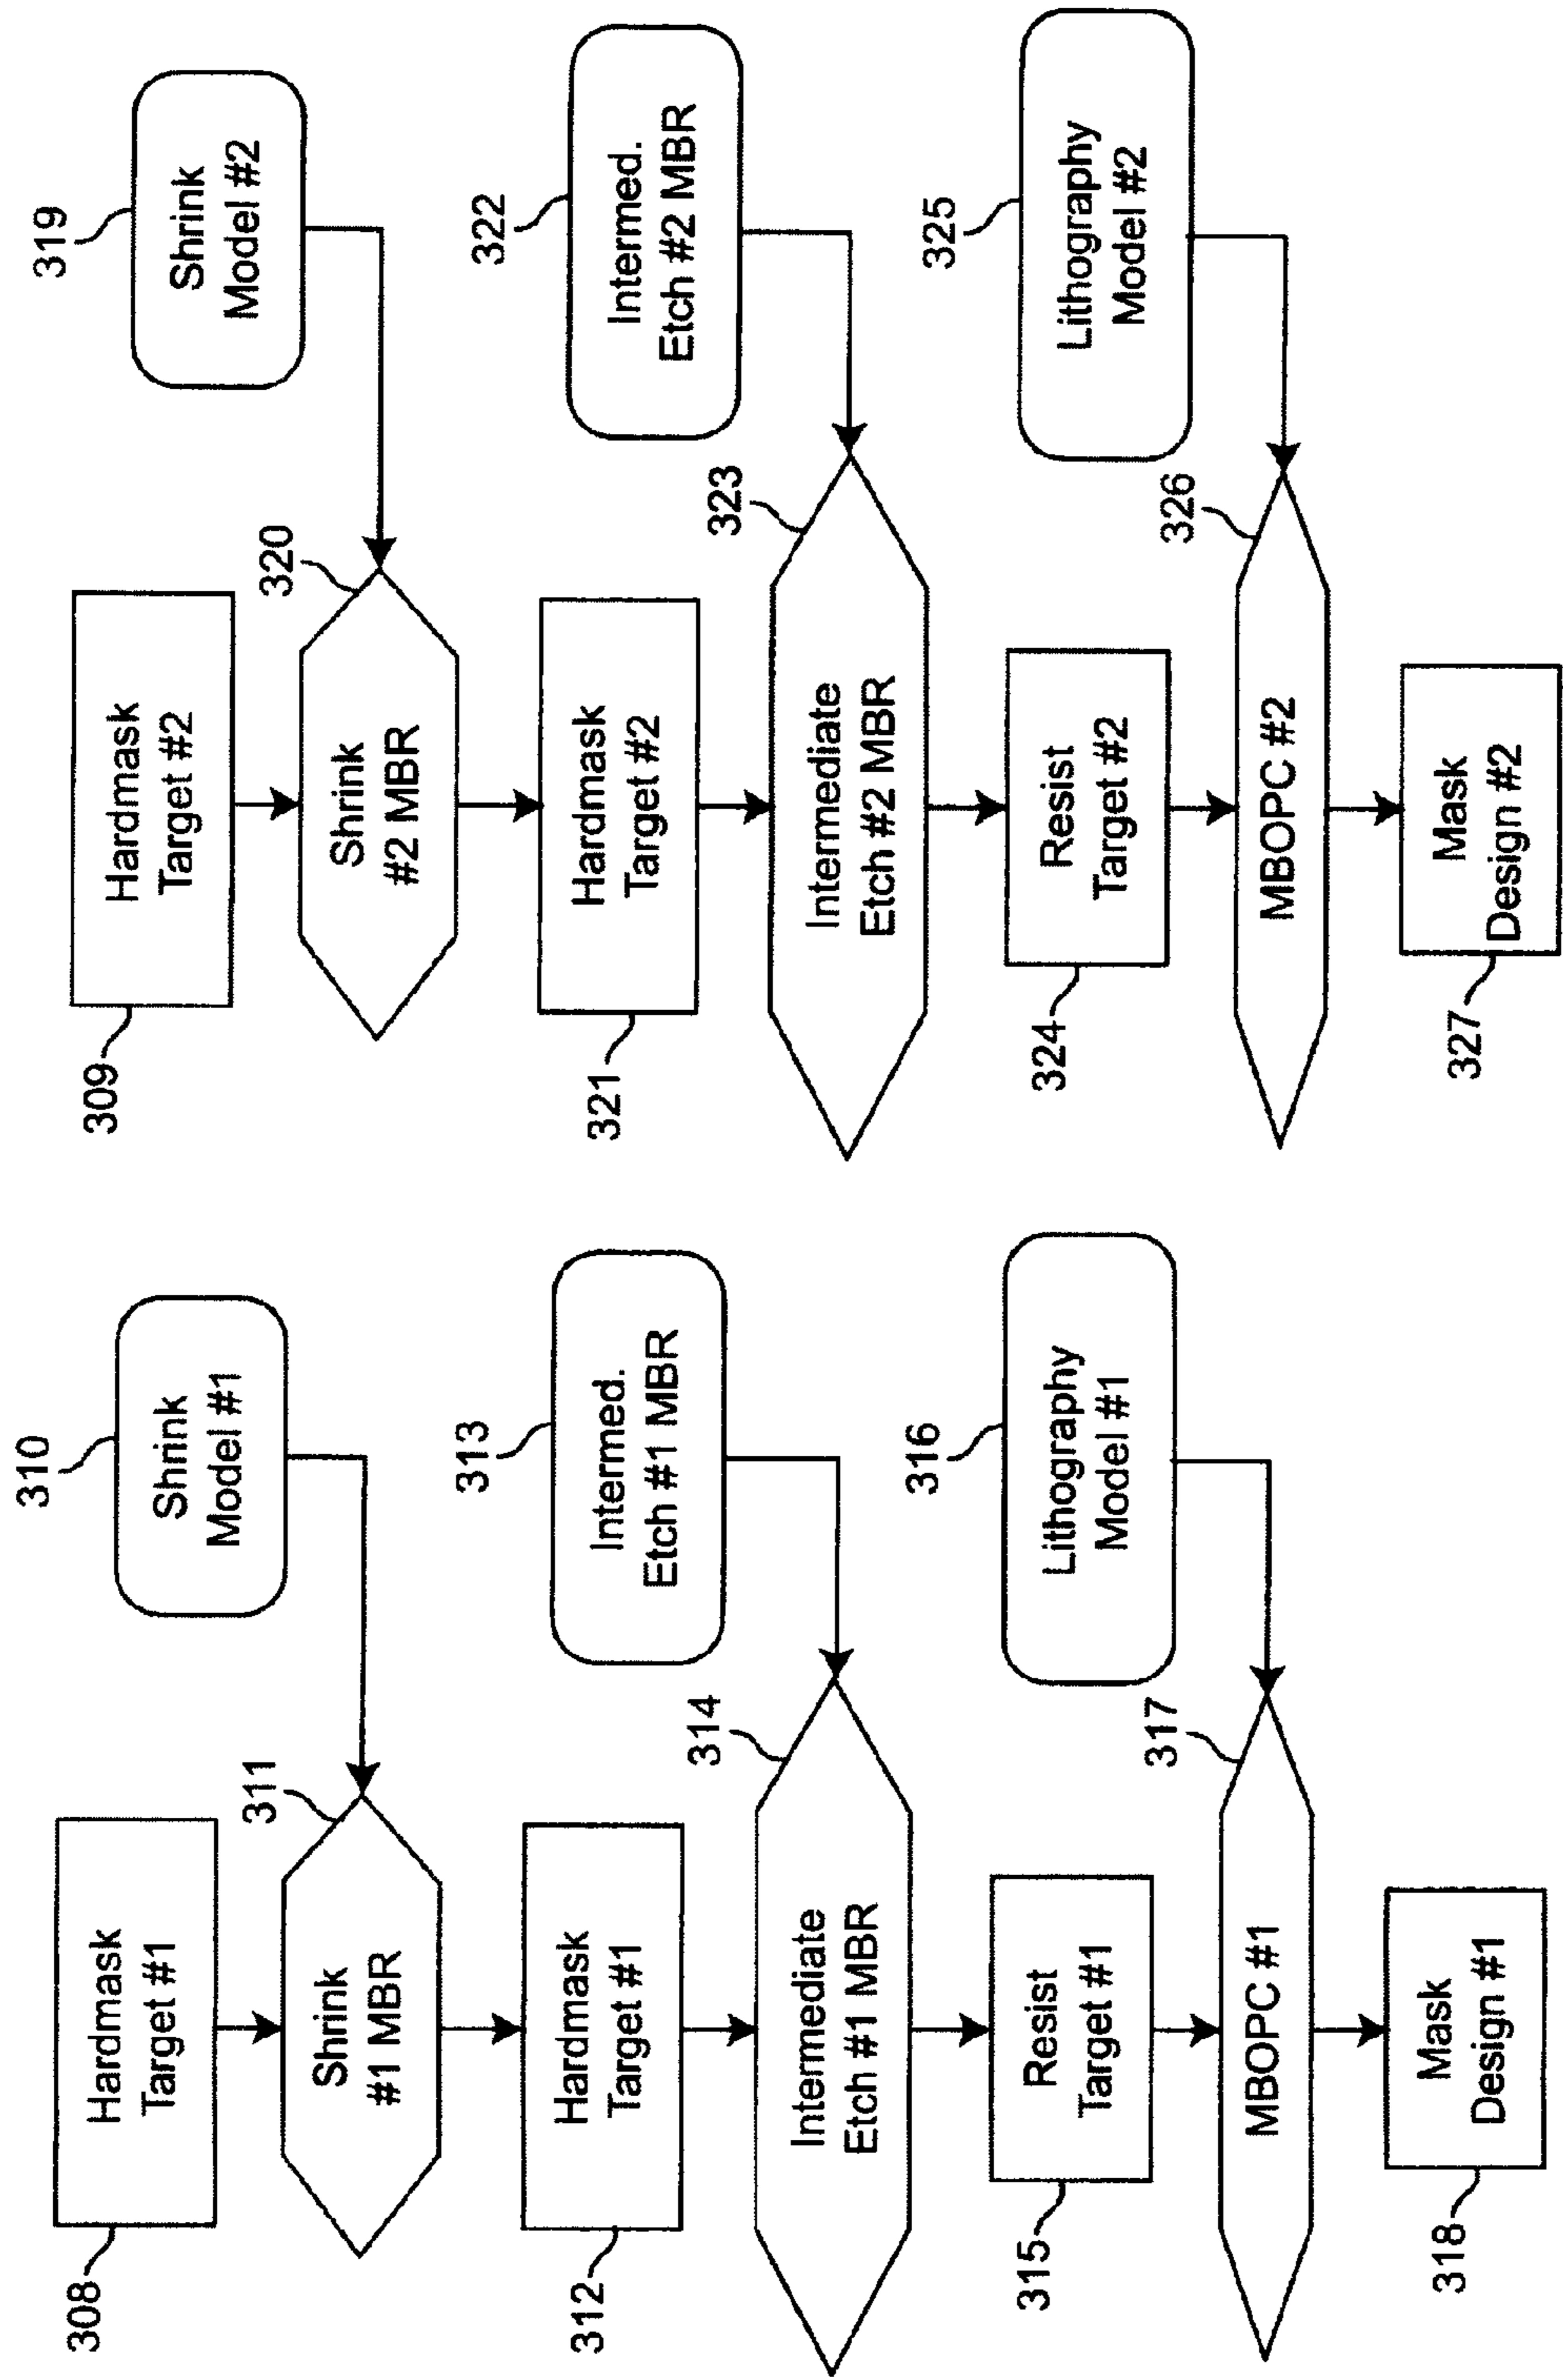 308
Hardmask
Target #1
310
Shrink
Model #1
311
Shrink
#1 MBR
312
Hardmask
Target #1
313
Intermed.
Etch #1 MBR
314
Intermediate
Etch #1 MBR
315
Resist
Target #1
316
Lithography
Model #1
317
MBOPC #1
318
Mask
Design #1
309
Hardmask
Target #2
319
Shrink
Model #2
320
Shrink
#2 MBR
321
Hardmask
Target #2
322
Intermed.
Etch #2 MBR
323
Intermediate
Etch #2 MBR
324
Resist
Target #2
325
Lithography
Model #2
326
MBOPC #2
327
Mask
Design #2